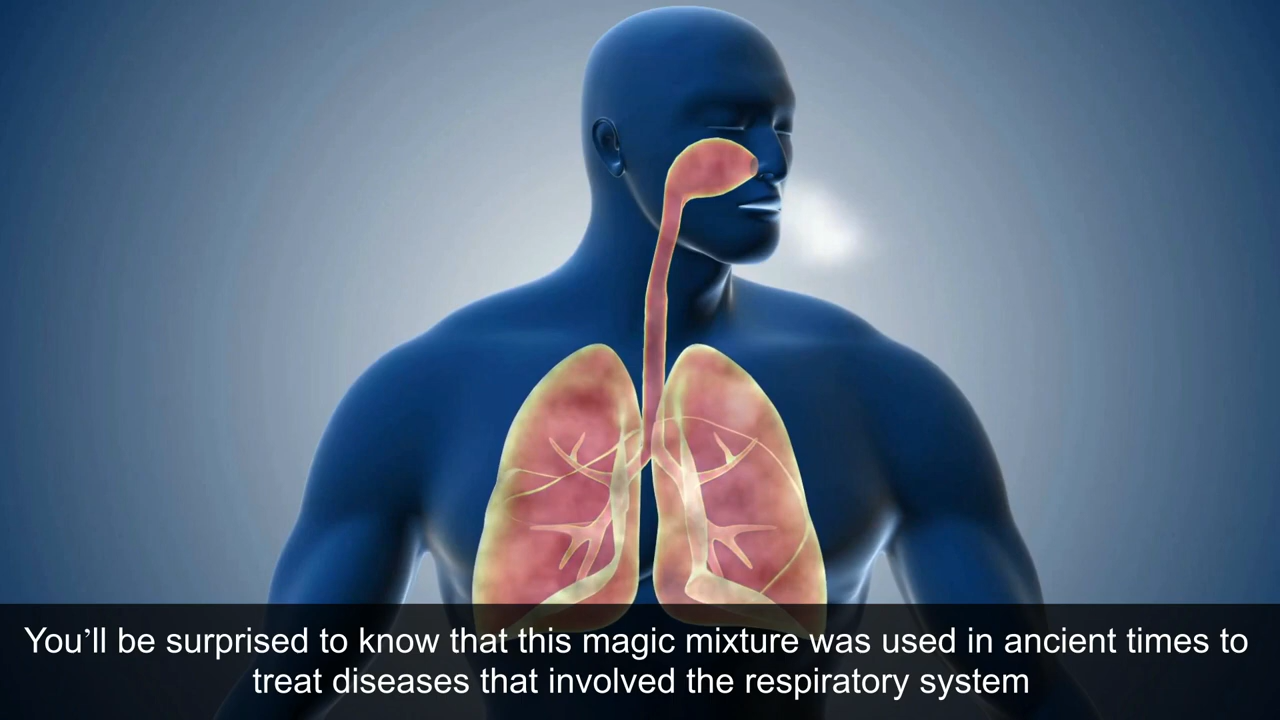 You’ll be surprised to know that this magic mixture was used in ancient times to
treat diseases that involved the respiratory system